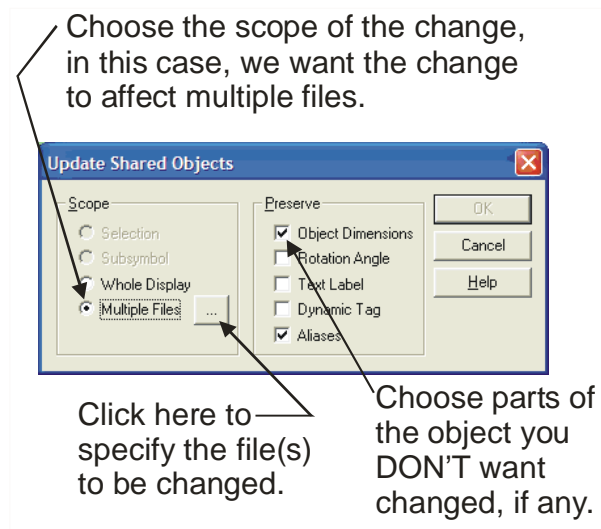 Choose the scope of the change,
in this case, we want the change
to affect multiple files.
Update Shared Objects
Scope
Selection
Subsymbol
Whole Display
Multiple Files
...
Preserve
Object Dimensions
Rotation Angle
Text Label
Dynamic Tag
Aliases
OK
Cancel
Help
Click here to
specify the file(s)
to be changed.
Choose parts of
the object you
DON'T want
changed, if any.